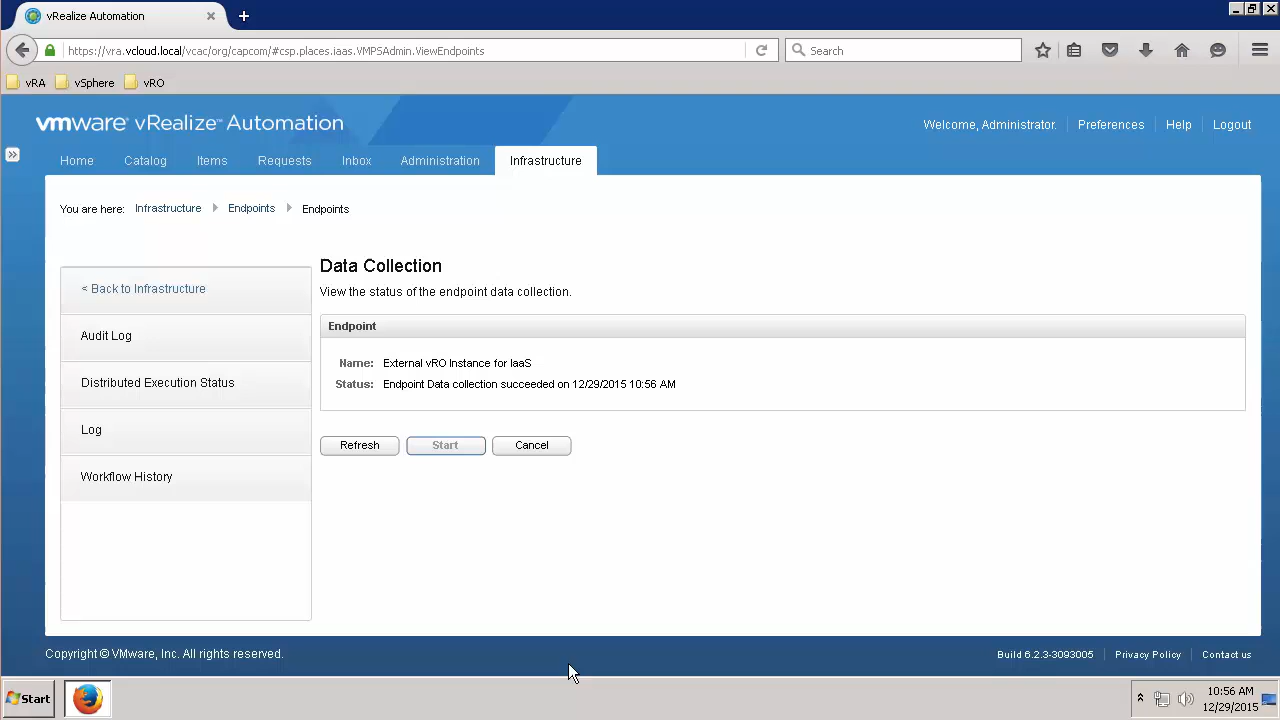 vRealize Automation
https://vra.vcloud.local/vcac/org/capcom/#csp.places.iaas.VMPSAdmin.ViewEndpoints
Search
vRA vSphere vRO
vmware® vRealize™ Automation
Welcome, Administrator. Preferences Help Logout
Home Catalog Items Requests Inbox Administration Infrastructure
You are here: Infrastructure Endpoints Endpoints
Data Collection
View the status of the endpoint data collection.
< Back to Infrastructure
Audit Log
Distributed Execution Status
Log
Workflow History
Endpoint
Name: External vRO Instance for IaaS
Status: Endpoint Data collection succeeded on 12/29/2015 10:56 AM
Refresh Start Cancel
Copyright © VMware, Inc. All rights reserved.
Build 6.2.3-3093005 Privacy Policy Contact us
Start
10:56 AM
12/29/2015